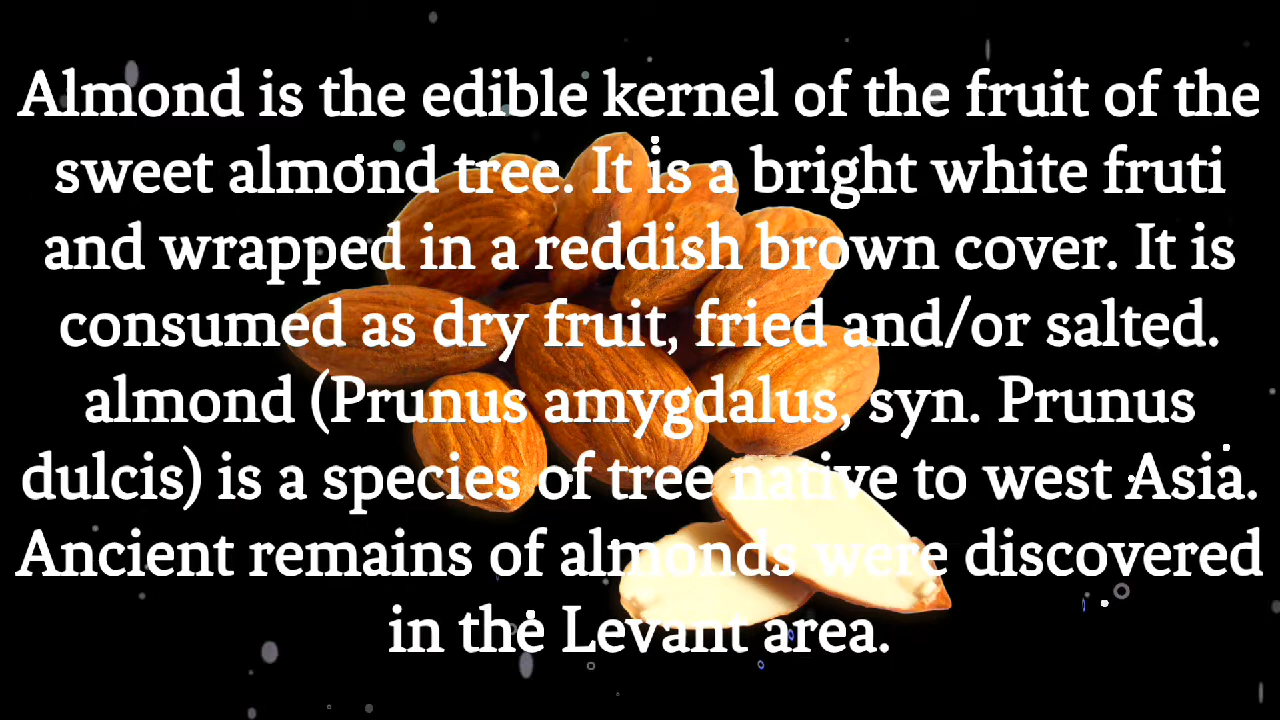 Almond is the edible kernel of the fruit of the
sweet almond tree. It is a bright white fruti
and wrapped in a reddish brown cover. It is
consumed as dry fruit, fried and/or salted.
almond (Prunus amygdalus, syn. Prunus
dulcis) is a species of tree native to west Asia.
Ancient remains of almonds were discovered
in the Levant area.